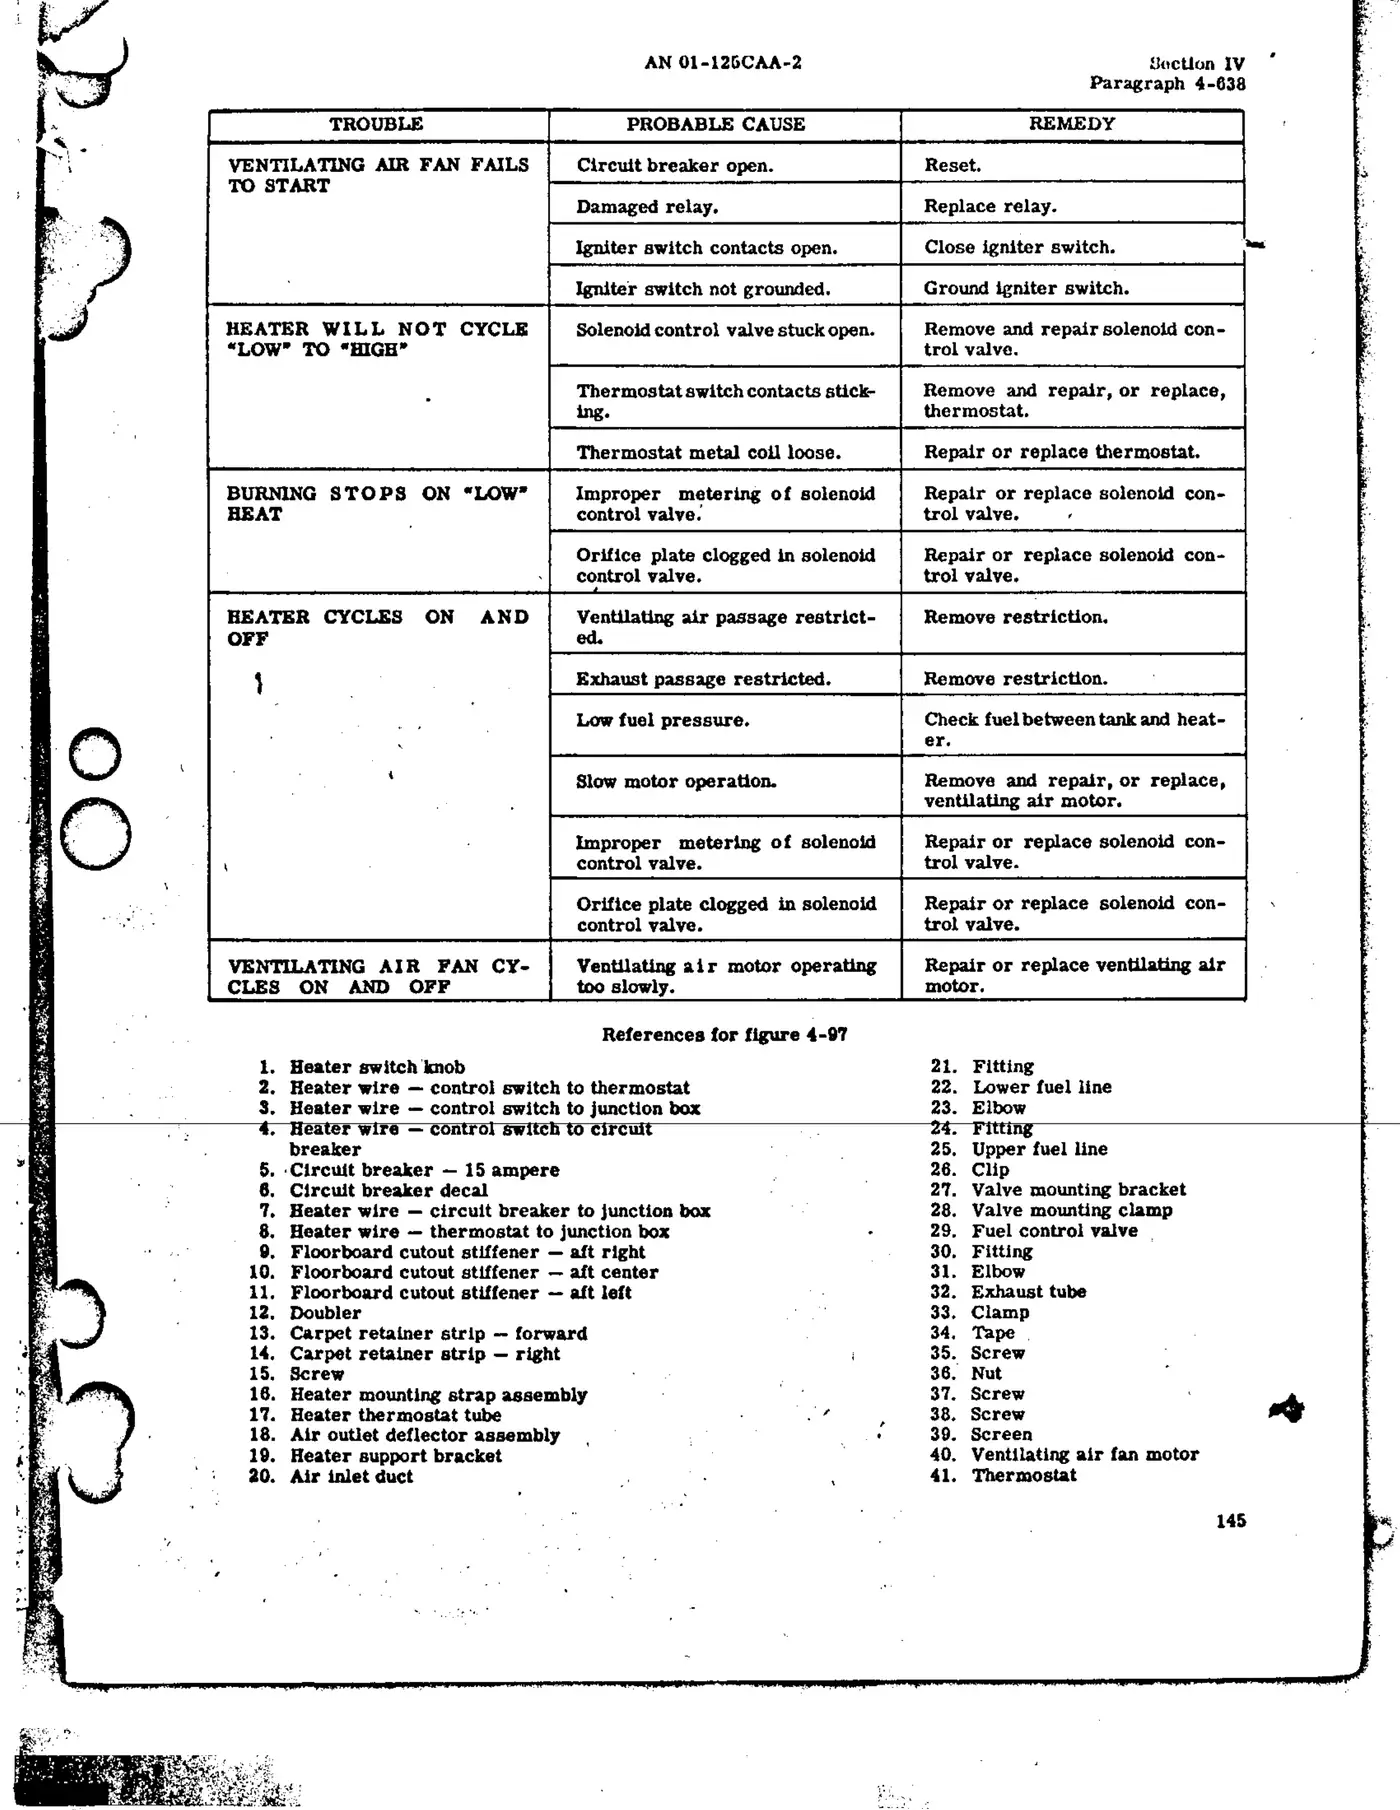 AN 01-125CAA-2
Section IV
Paragraph 4-638
TROUBLE
PROBABLE CAUSE
REMEDY
VENTILATING AIR FAN FAILS
TO START
Circuit breaker open.
Reset.
Damaged relay.
Replace relay.
Igniter switch contacts open.
Close igniter switch.
Igniter switch not grounded.
Ground igniter switch.
HEATER WILL NOT CYCLE
"LOW" TO "HIGH"
Solenoid control valve stuck open.
Remove and repair solenoid con-
trol valve.
Thermostat switch contacts stick-
ing.
Remove and repair, or replace,
thermostat.
Thermostat metal coil loose.
Repair or replace thermostat.
BURNING STOPS ON "LOW"
HEAT
Improper metering of solenoid
control valve.
Repair or replace solenoid con-
trol valve.
Orifice plate clogged in solenoid
control valve.
Repair or replace solenoid con-
trol valve.
HEATER CYCLES ON AND
OFF
Ventilating air passage restrict-
ed.
Remove restriction.
Exhaust passage restricted.
Remove restriction.
Low fuel pressure.
Check fuel between tank and heat-
er.
Slow motor operation.
Remove and repair, or replace,
ventilating air motor.
Improper metering of solenoid
control valve.
Repair or replace solenoid con-
trol valve.
Orifice plate clogged in solenoid
control valve.
Repair or replace solenoid con-
trol valve.
VENTILATING AIR FAN CY-
CLES ON AND OFF
Ventilating air motor operating
too slowly.
Repair or replace ventilating air
motor.
References for figure 4-97
1. Heater switch knob
2. Heater wire — control switch to thermostat
3. Heater wire — control switch to junction box
4. Heater wire — control switch to circuit
breaker
5. Circuit breaker — 15 ampere
6. Circuit breaker decal
7. Heater wire — circuit breaker to junction box
8. Heater wire — thermostat to junction box
9. Floorboard cutout stiffener — aft right
10. Floorboard cutout stiffener — aft center
11. Floorboard cutout stiffener — aft left
12. Doubler
13. Carpet retainer strip — forward
14. Carpet retainer strip — right
15. Screw
16. Heater mounting strap assembly
17. Heater thermostat tube
18. Air outlet deflector assembly
19. Heater support bracket
20. Air inlet duct
21. Fitting
22. Lower fuel line
23. Elbow
24. Fitting
25. Upper fuel line
26. Clip
27. Valve mounting bracket
28. Valve mounting clamp
29. Fuel control valve
30. Fitting
31. Elbow
32. Exhaust tube
33. Clamp
34. Tape
35. Screw
36. Nut
37. Screw
38. Screw
39. Screen
40. Ventilating air fan motor
41. Thermostat
145